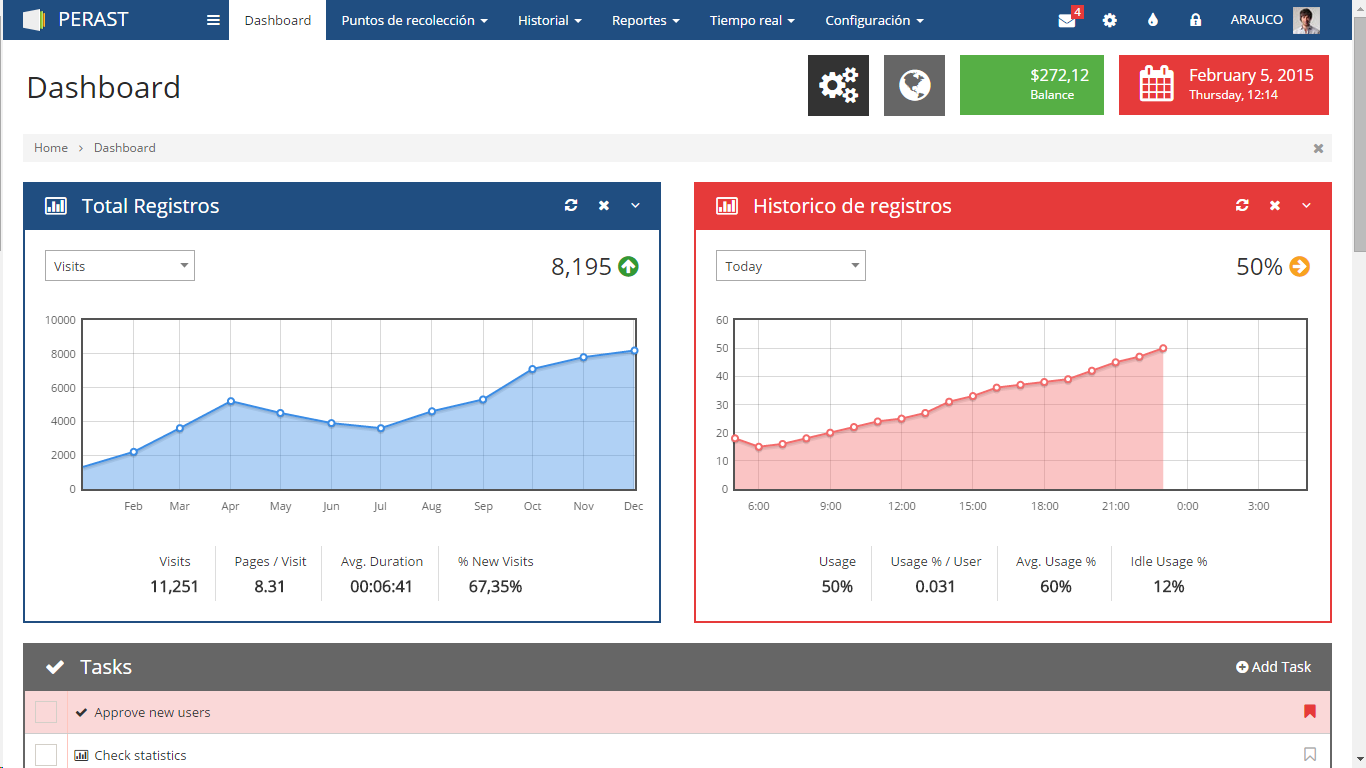 PERAST
Dashboard
Puntos de recolección
Historial
Reportes
Tiempo real
Configuración
4
ARAUCO
Dashboard
$272,12
Balance
February 5, 2015
Thursday, 12:14
Home > Dashboard
Total Registros
Visits
8,195
10000
8000
6000
4000
2000
0
Feb Mar Apr May Jun Jul Aug Sep Oct Nov Dec
Visits
11,251
Pages / Visit
8.31
Avg. Duration
00:06:41
% New Visits
67,35%
Historico de registros
Today
50%
60
50
40
30
20
10
0
6:00 9:00 12:00 15:00 18:00 21:00 0:00 3:00
Usage
50%
Usage % / User
0.031
Avg. Usage %
60%
Idle Usage %
12%
Tasks
Add Task
Approve new users
Check statistics